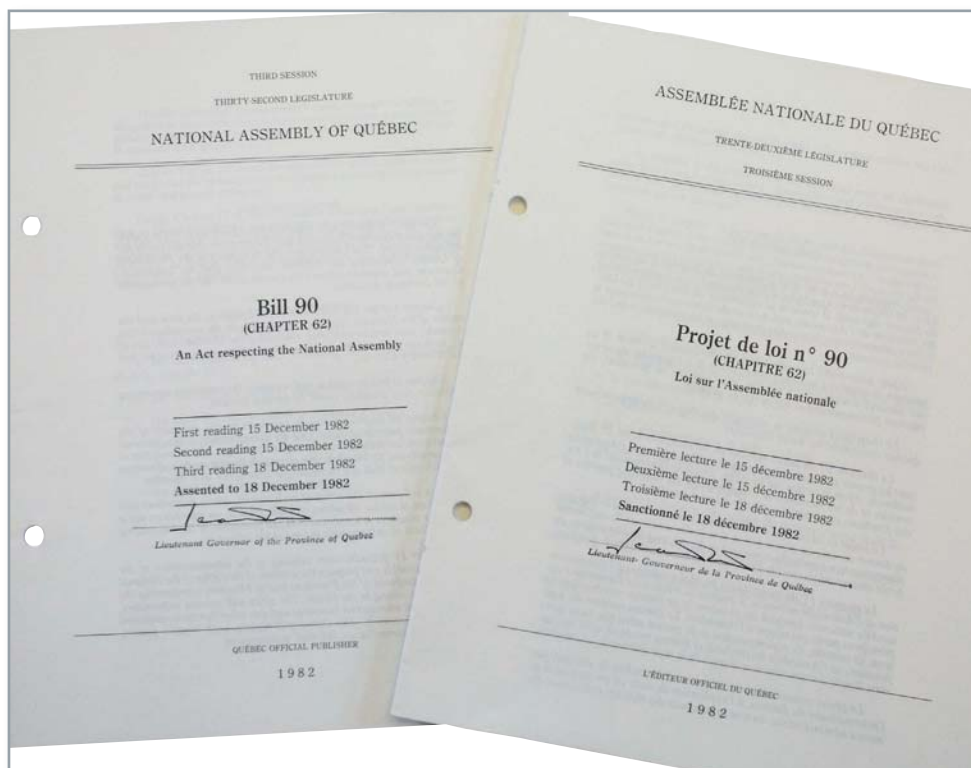 THIRD SESSION
THIRTY-SECOND LEGISLATURE
NATIONAL ASSEMBLY OF QUÉBEC
Bill 90
(CHAPTER 62)
An Act respecting the National Assembly
First reading 15 December 1982
Second reading 15 December 1982
Third reading 18 December 1982
Assented to 18 December 1982
Lieutenant Governor of the Province of Quebec
QUÉBEC OFFICIAL PUBLISHER
1982
ASSEMBLÉE NATIONALE DU QUÉBEC
TRENTE-DEUXIÈME LÉGISLATURE
TROISIÈME SESSION
Projet de loi n° 90
(CHAPITRE 62)
Loi sur l'Assemblée nationale
Première lecture le 15 décembre 1982
Deuxième lecture le 15 décembre 1982
Troisième lecture le 18 décembre 1982
Sanctionné le 18 décembre 1982
Lieutenant-Gouverneur de la Province de Québec
L'ÉDITEUR OFFICIEL DU QUÉBEC
1982